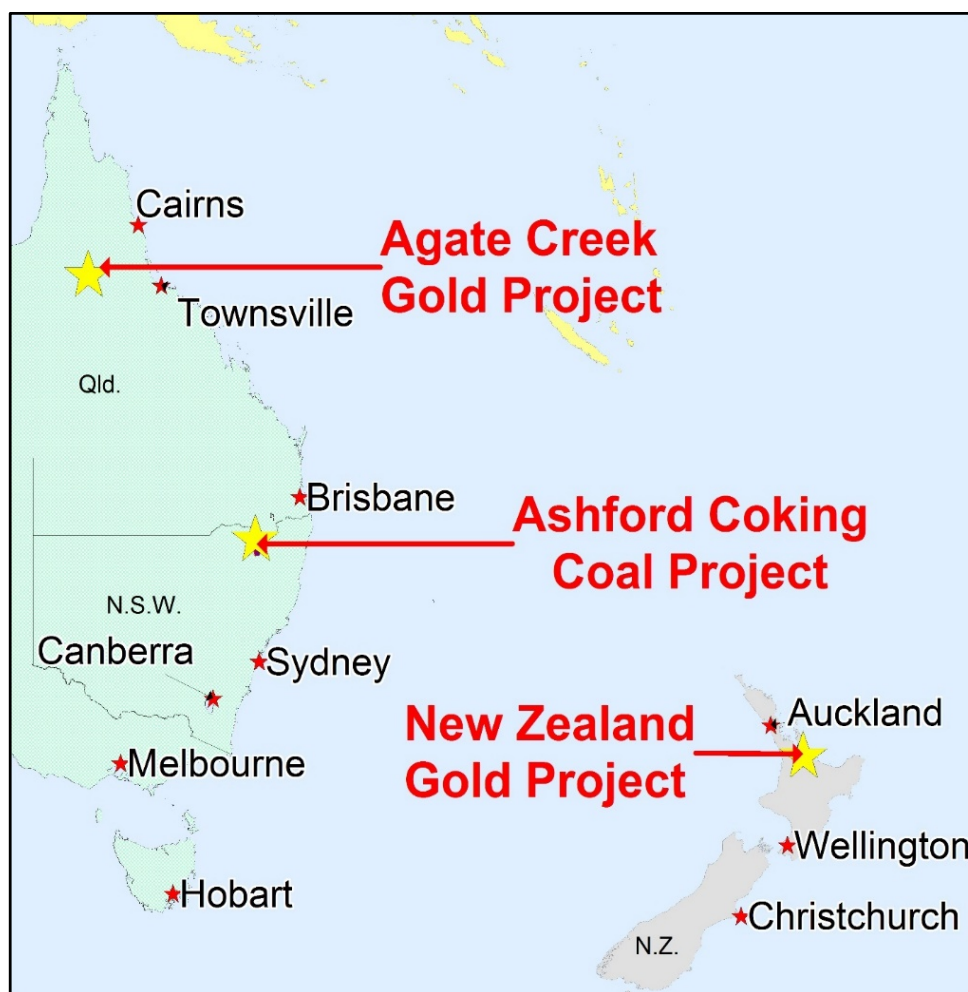 Cairns
Agate Creek
Gold Project
Townsville
Qld.
Brisbane
Ashford Coking
Coal Project
N.S.W.
Canberra
Sydney
New Zealand
Gold Project
Auckland
Melbourne
Wellington
Hobart
Christchurch
N.Z.